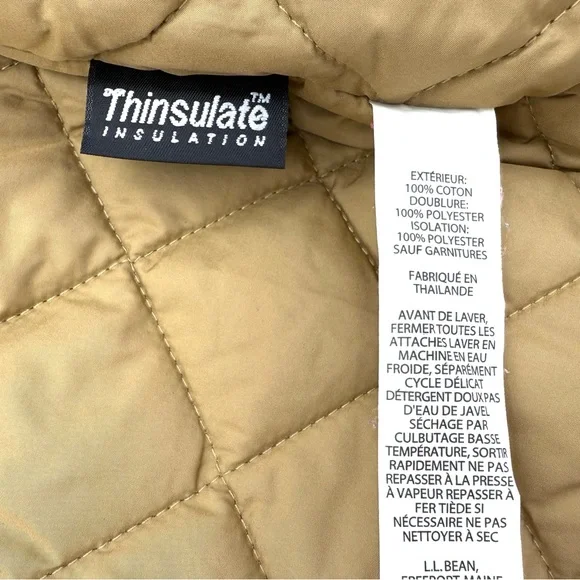 Thinsulate™
INSULATION
EXTÉRIEUR:
100% COTON
DOUBLURE:
100% POLYESTER
ISOLATION:
100% POLYESTER
SAUF GARNITURES
FABRIQUÉ EN
THAILANDE
AVANT DE LAVER,
FERMER TOUTES LES
ATTACHES LAVER EN
MACHINE EN EAU
FROIDE, SÉPARÉMENT
CYCLE DÉLICAT
DÉTERGENT DOUX PAS
D'EAU DE JAVEL
SÉCHAGE PAR
CULBUTAGE BASSE
TEMPÉRATURE, SORTIR
RAPIDEMENT NE PAS
REPASSER À LA PRESSE
À VAPEUR REPASSER À
FER TIÈDE SI
NÉCESSAIRE NE PAS
NETTOYER À SEC
L.L. BEAN,
FREEPORT MAINE